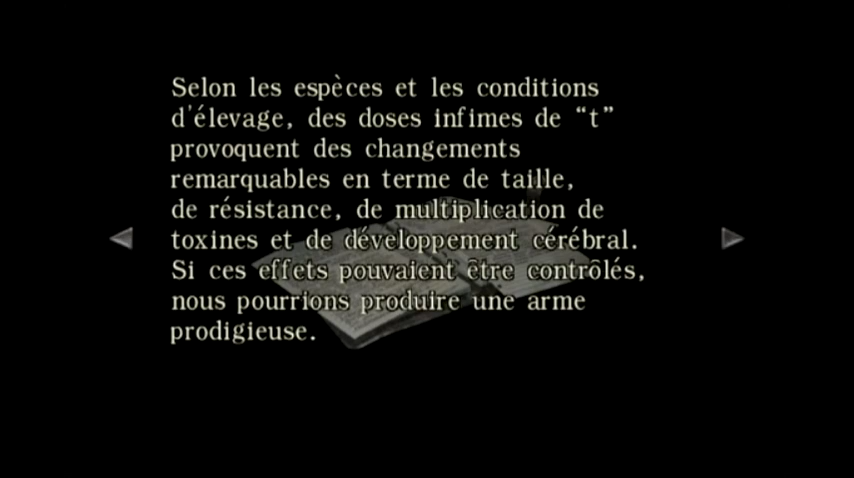 Selon les espèces et les conditions
d'élevage, des doses infimes de “t”
provoquent des changements
remarquables en terme de taille,
de résistance, de multiplication de
toxines et de développement cérébral.
Si ces effets pouvaient être contrôlés,
nous pourrions produire une arme
prodigieuse.